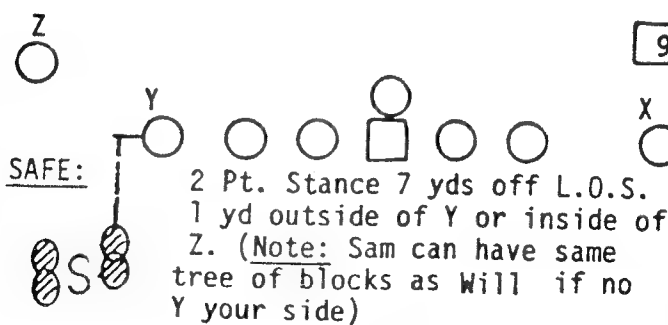 Z
9
Y
X
SAFE:
2 Pt. Stance 7 yds off L.O.S.
1 yd outside of Y or inside of
Z. (Note: Sam can have same
tree of blocks as Will if no
Y your side)
S